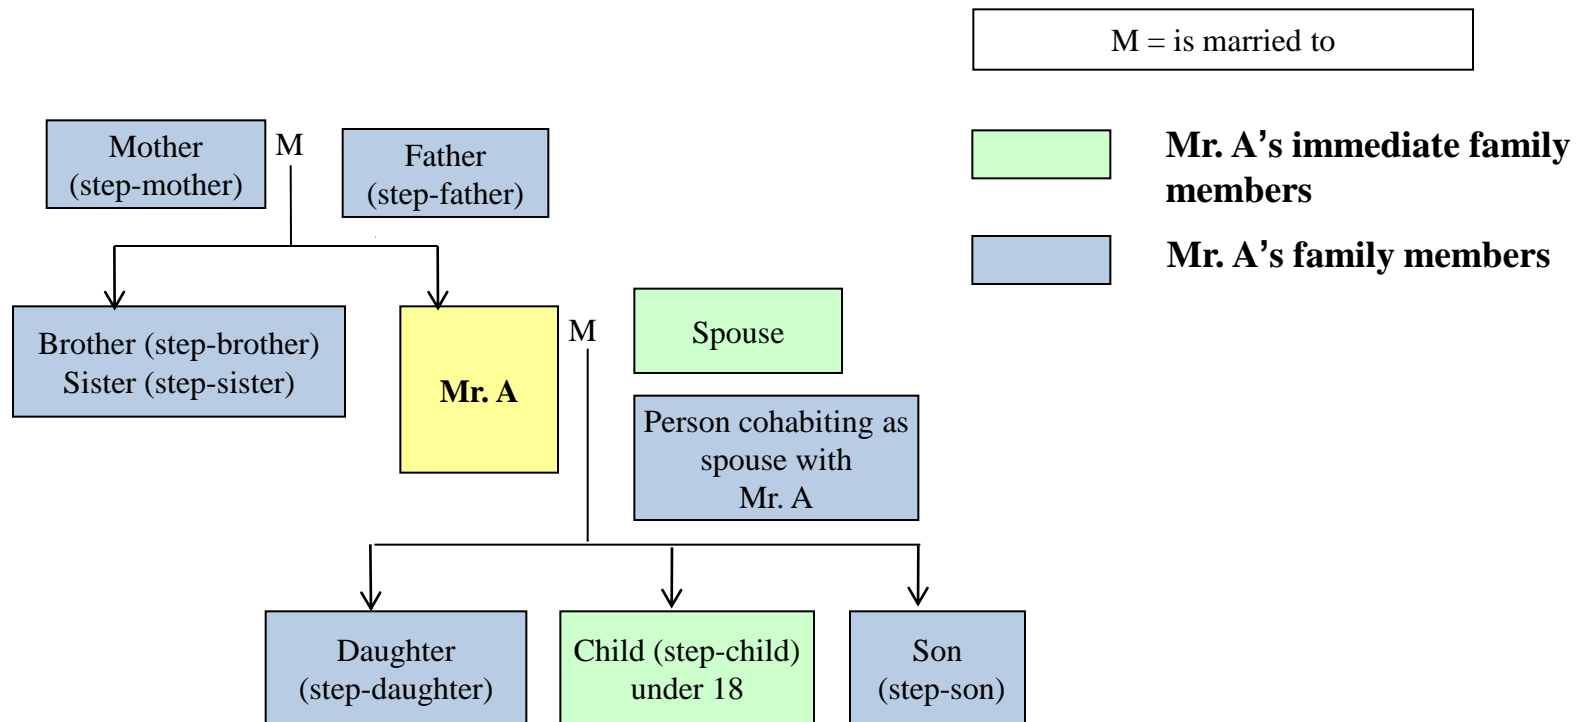 M = is married to
Mother
(step-mother)
M
Father
(step-father)
Mr. A's immediate family
members
Mr. A's family members
Brother (step-brother)
Sister (step-sister)
Mr. A
M
Spouse
Person cohabiting as
spouse with
Mr. A
Daughter
(step-daughter)
Child (step-child)
under 18
Son
(step-son)